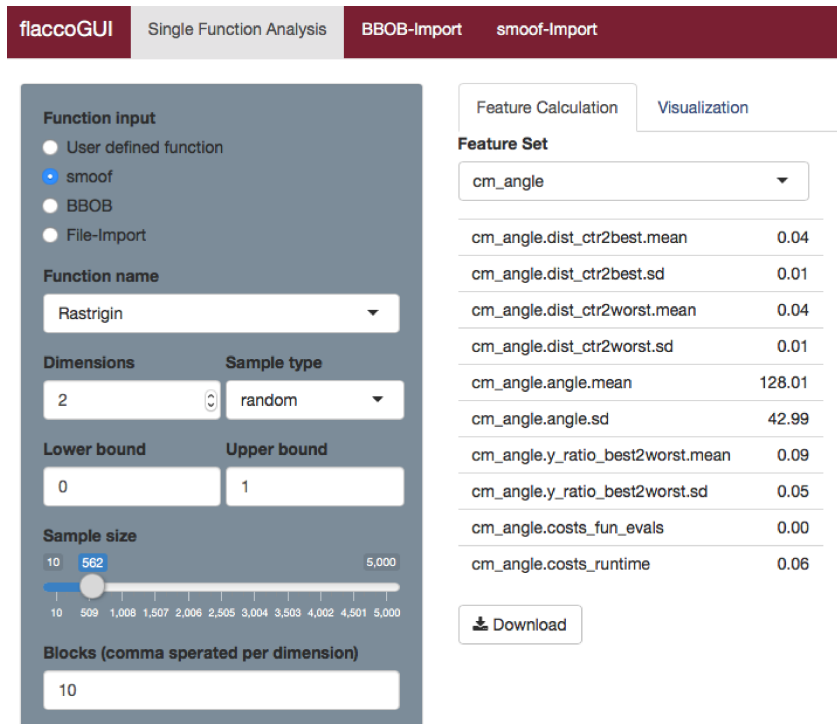 flaccoGUI Single Function Analysis BBOB-Import smoof-Import
Function input
User defined function
smoof
BBOB
File-Import
Function name
Rastrigin
Dimensions Sample type
2 random
Lower bound Upper bound
0 1
Sample size
10 562 5,000
10 509 1,008 1,507 2,006 2,505 3,004 3,503 4,002 4,501 5,000
Blocks (comma sperated per dimension)
10
Feature Calculation Visualization
Feature Set
cm_angle
cm_angle.dist_ctr2best.mean 0.04
cm_angle.dist_ctr2best.sd 0.01
cm_angle.dist_ctr2worst.mean 0.04
cm_angle.dist_ctr2worst.sd 0.01
cm_angle.angle.mean 128.01
cm_angle.angle.sd 42.99
cm_angle.y_ratio_best2worst.mean 0.09
cm_angle.y_ratio_best2worst.sd 0.05
cm_angle.costs_fun_evals 0.00
cm_angle.costs_runtime 0.06
Download